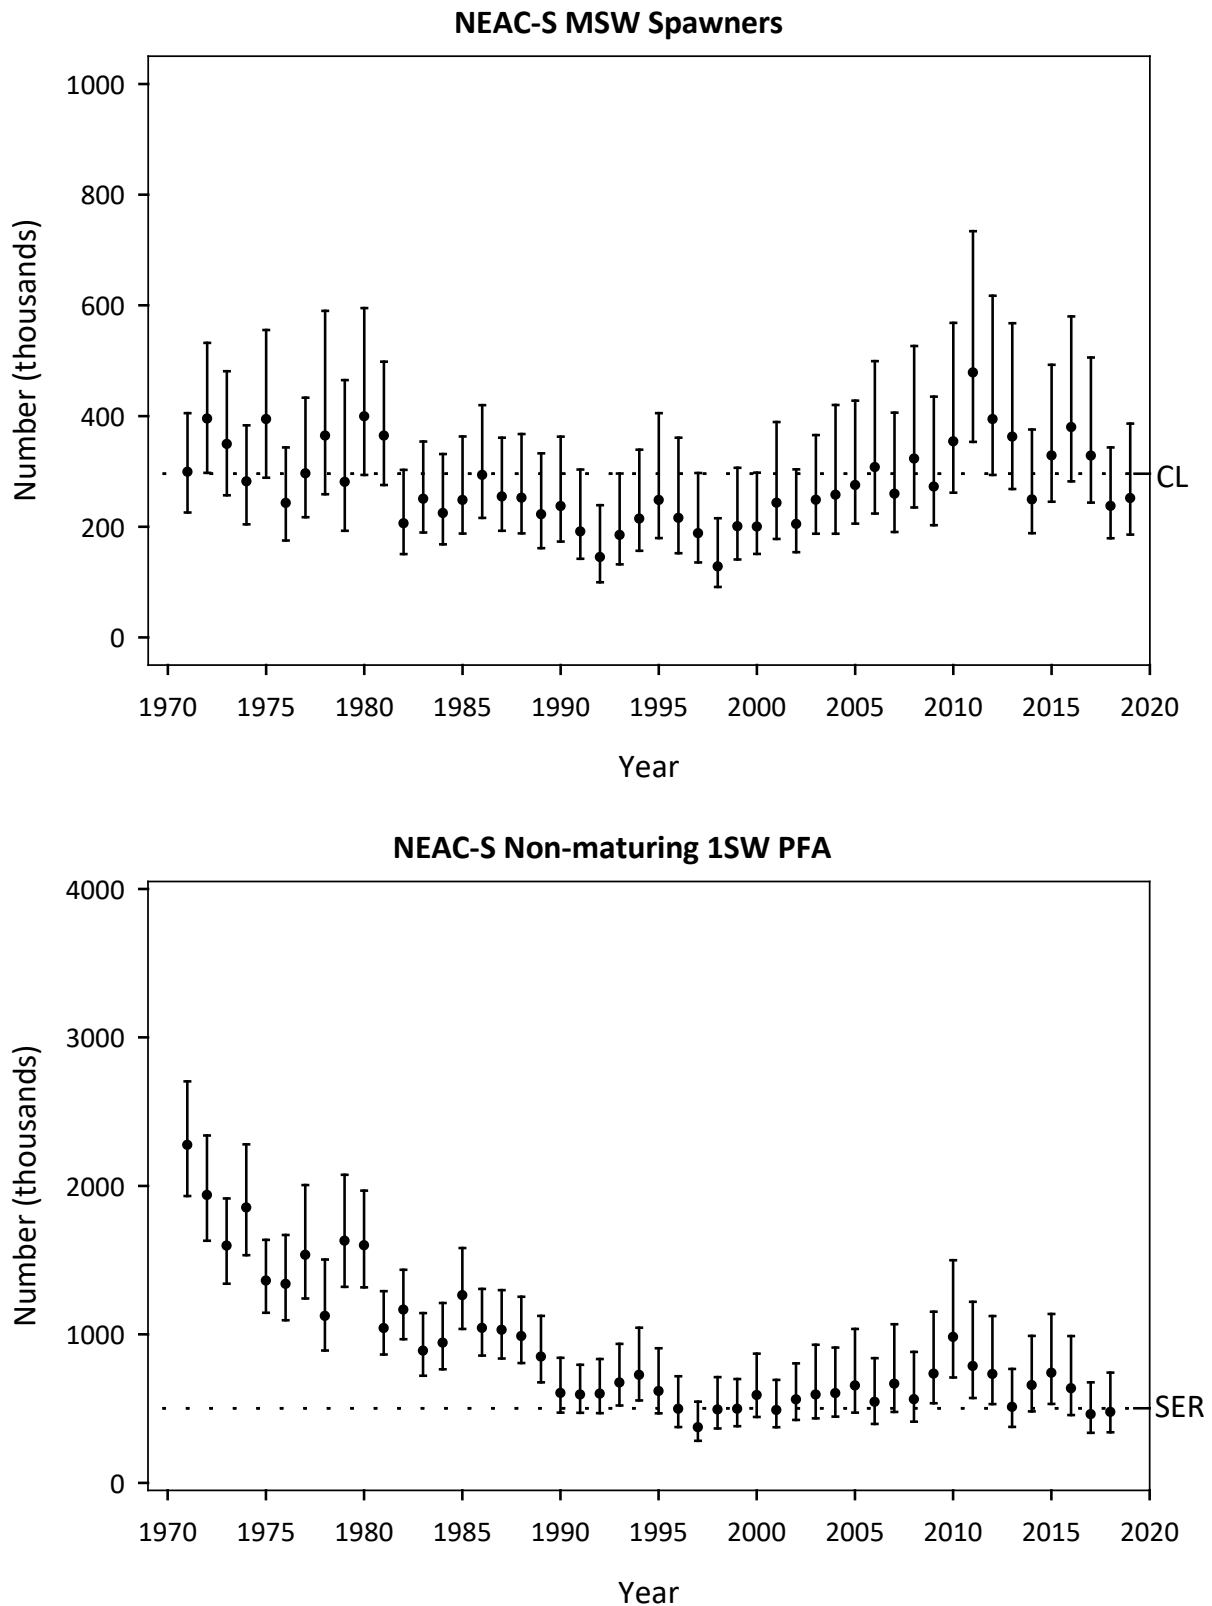 NEAC-S MSW Spawners
1000
800
600
400
200
0
Number (thousands)
CL
1970 1975 1980 1985 1990 1995 2000 2005 2010 2015 2020
Year
NEAC-S Non-maturing 1SW PFA
4000
3000
2000
1000
0
Number (thousands)
SER
1970 1975 1980 1985 1990 1995 2000 2005 2010 2015 2020
Year